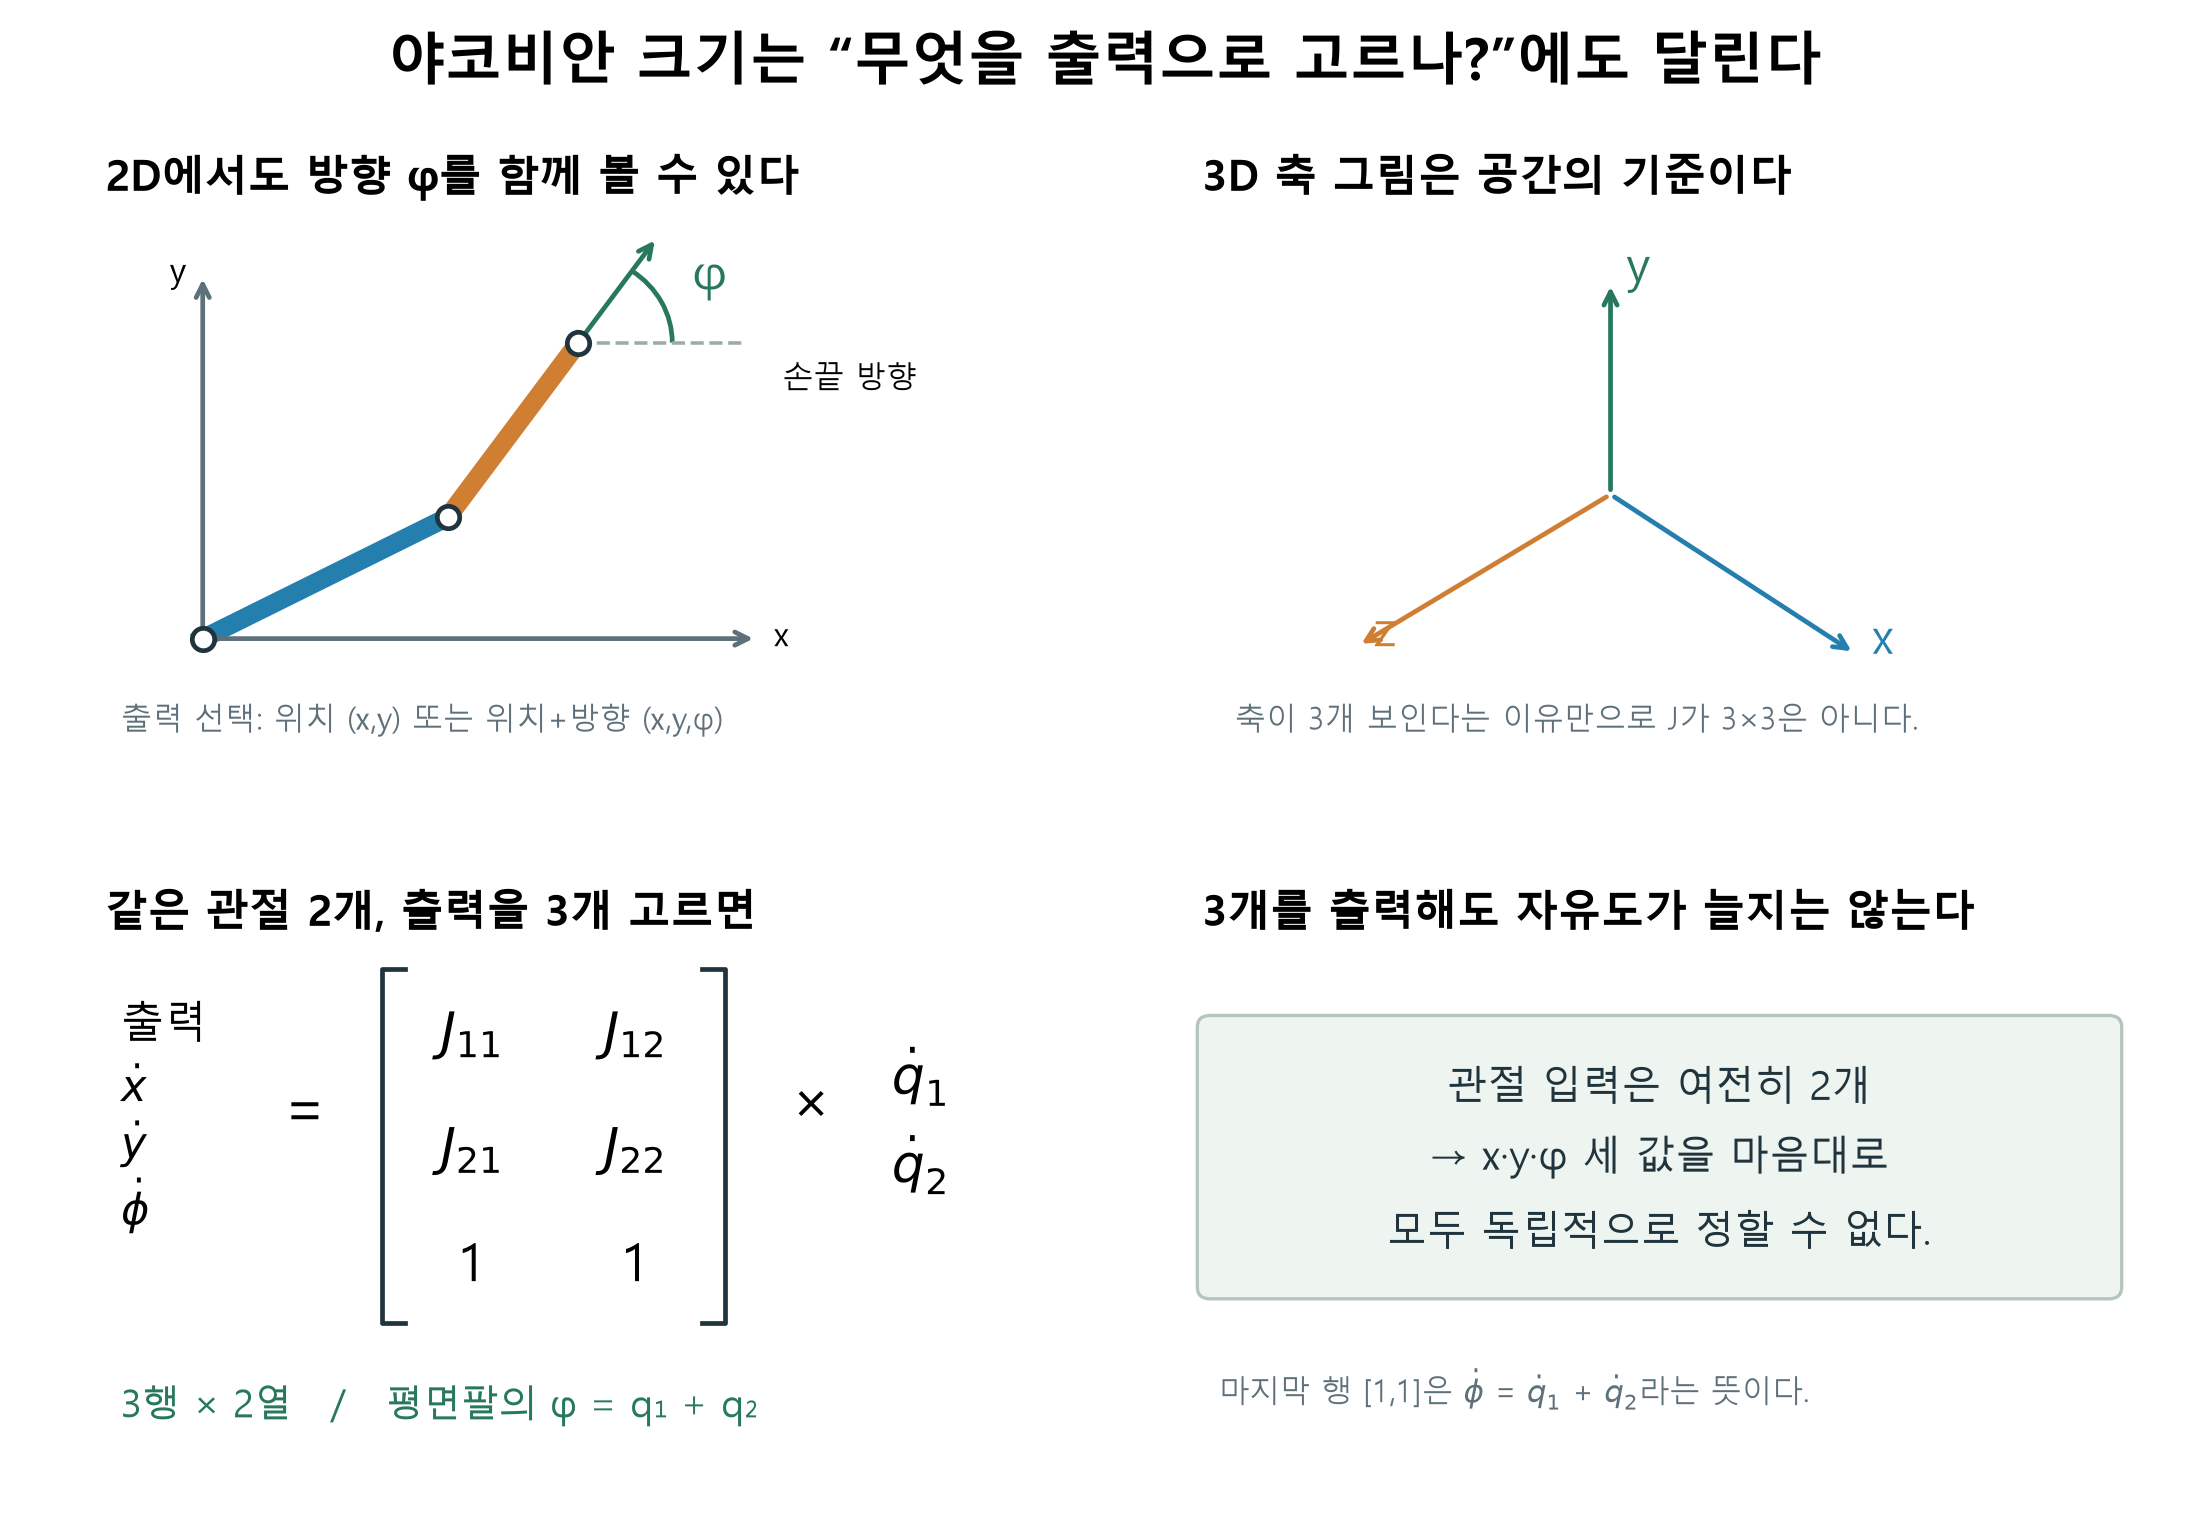 야코비안 크기는 “무엇을 출력으로 고르나?”에도 달린다
2D에서도 방향 φ를 함께 볼 수 있다
y
φ
손끝 방향
x
출력 선택: 위치 (x,y) 또는 위치+방향 (x,y,φ)
3D 축 그림은 공간의 기준이다
y
z
x
축이 3개 보인다는 이유만으로 J가 3×3은 아니다.
같은 관절 2개, 출력을 3개 고르면
출력
ẋ
ẏ
ϕ̇
=
J₁₁ J₁₂
J₂₁ J₂₂
1 1
×
q̇₁
q̇₂
3행 × 2열 / 평면팔의 φ = q₁ + q₂
3개를 출력해도 자유도가 늘지는 않는다
관절 입력은 여전히 2개
→ x·y·φ 세 값을 마음대로
모두 독립적으로 정할 수 없다.
마지막 행 [1,1]은 ϕ̇ = q̇₁ + q̇₂라는 뜻이다.